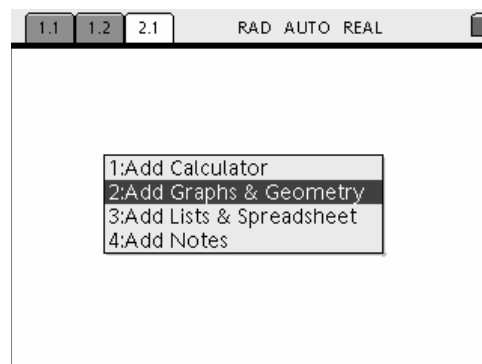 1.1 1.2 2.1 RAD AUTO REAL
1:Add Calculator
2:Add Graphs & Geometry
3:Add Lists & Spreadsheet
4:Add Notes